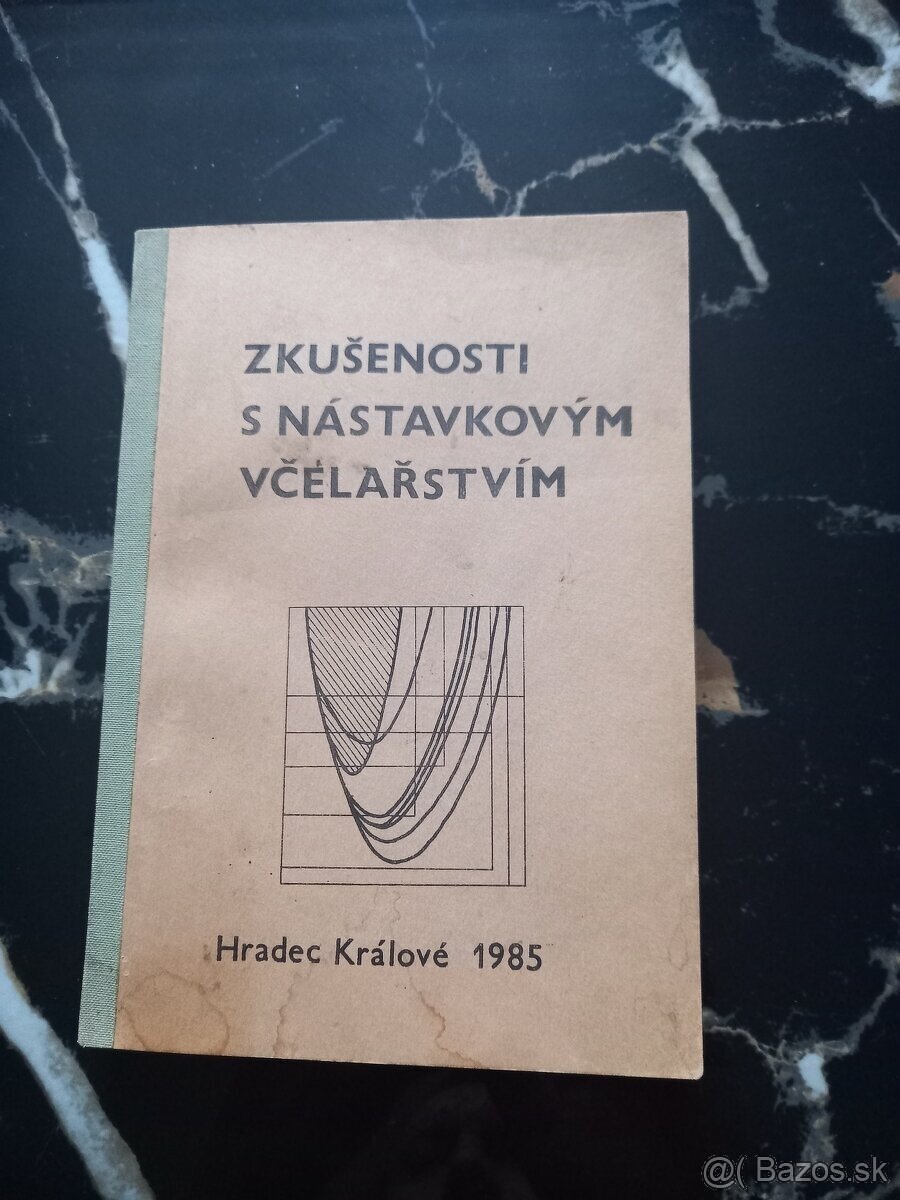 ZKUŠENOSTI
S NÁSTAVKOVÝM
VČELAŘSTVÍM
Hradec Králové 1985
@( Bazos.sk